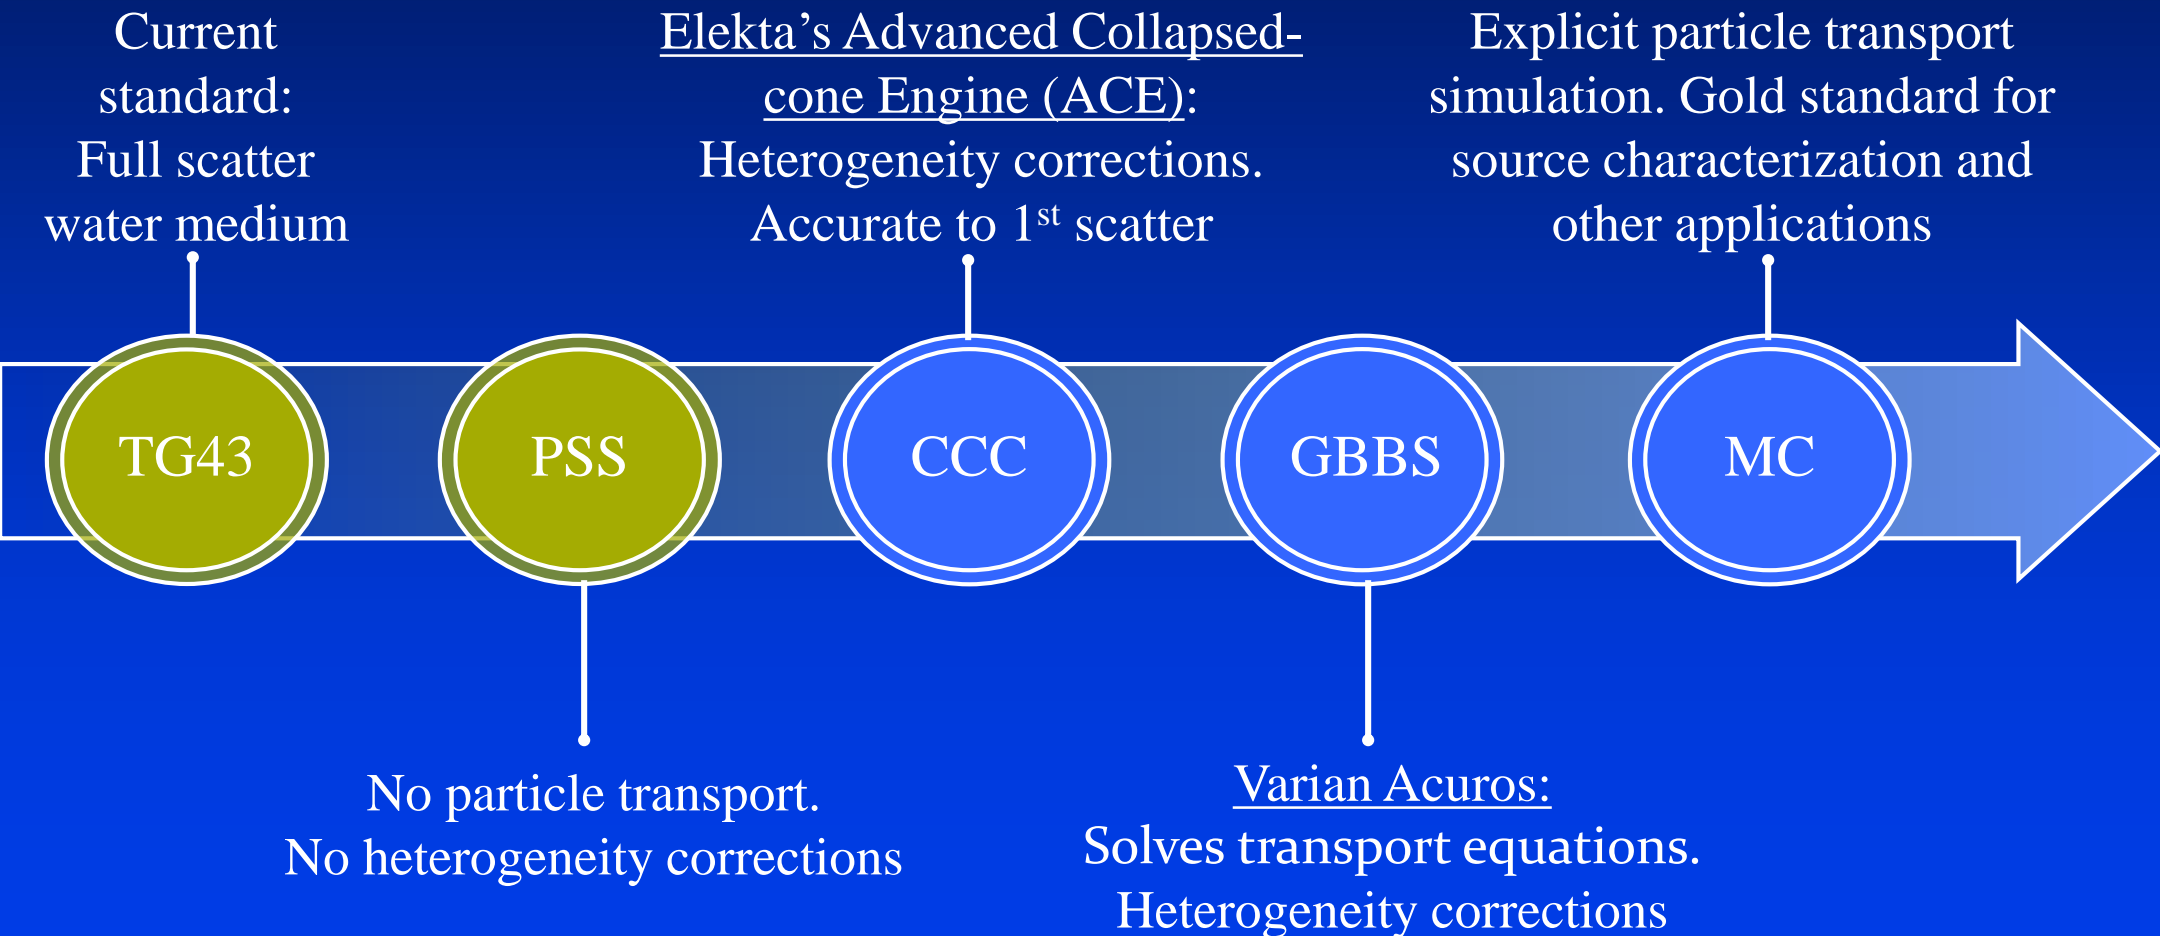 Current
standard:
Full scatter
water medium
Elekta’s Advanced Collapsed-
cone Engine (ACE):
Heterogeneity corrections.
Accurate to 1st scatter
Explicit particle transport
simulation. Gold standard for
source characterization and
other applications
TG43
PSS
CCC
GBBS
MC
No particle transport.
No heterogeneity corrections
Varian Acuros:
Solves transport equations.
Heterogeneity corrections